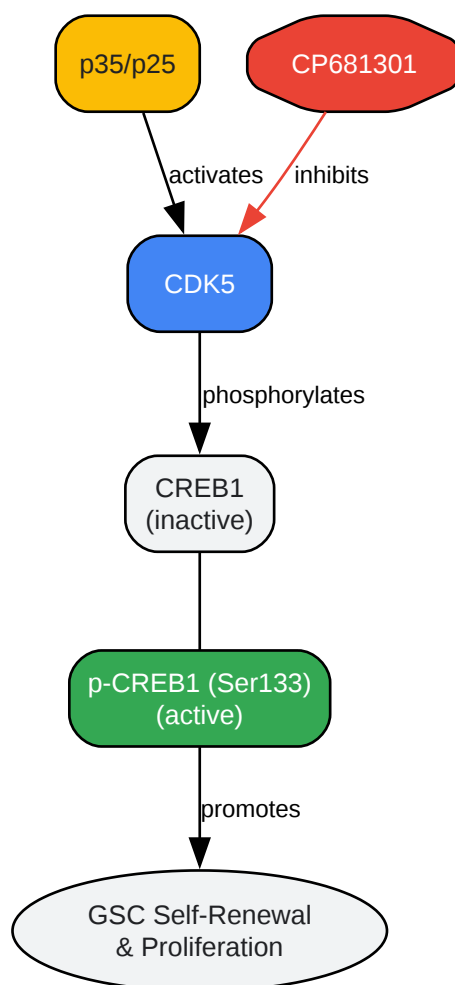 p35/p25
CP681301
activates
inhibits
CDK5
phosphorylates
CREB1
(inactive)
p-CREB1 (Ser133)
(active)
promotes
GSC Self-Renewal
& Proliferation